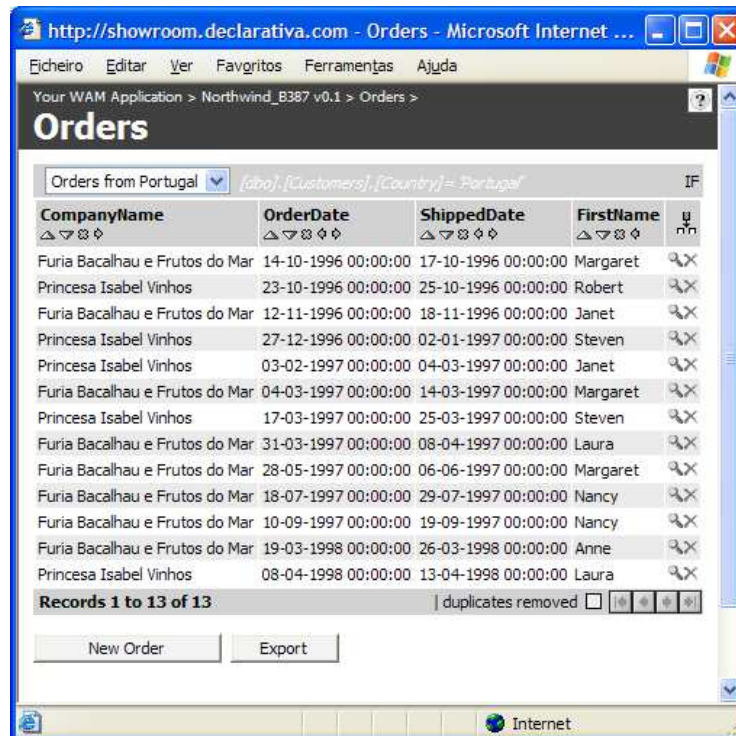 http://showroom.declarativa.com - Orders - Microsoft Internet ...
Ficheiro Editar Ver Favoritos Ferramentas Ajuda
Your WAM Application > Northwind_B387 v0.1 > Orders >
?
Orders
Orders from Portugal [dbo].[Customers].[Country]= 'Portugal' IF
CompanyName OrderDate ShippedDate FirstName
Furia Bacalhau e Frutos do Mar 14-10-1996 00:00:00 17-10-1996 00:00:00 Margaret
Princesa Isabel Vinhos 23-10-1996 00:00:00 25-10-1996 00:00:00 Robert
Furia Bacalhau e Frutos do Mar 12-11-1996 00:00:00 18-11-1996 00:00:00 Janet
Princesa Isabel Vinhos 27-12-1996 00:00:00 02-01-1997 00:00:00 Steven
Princesa Isabel Vinhos 03-02-1997 00:00:00 04-03-1997 00:00:00 Janet
Furia Bacalhau e Frutos do Mar 04-03-1997 00:00:00 14-03-1997 00:00:00 Margaret
Princesa Isabel Vinhos 17-03-1997 00:00:00 25-03-1997 00:00:00 Steven
Furia Bacalhau e Frutos do Mar 31-03-1997 00:00:00 08-04-1997 00:00:00 Laura
Furia Bacalhau e Frutos do Mar 28-05-1997 00:00:00 06-06-1997 00:00:00 Margaret
Furia Bacalhau e Frutos do Mar 18-07-1997 00:00:00 29-07-1997 00:00:00 Nancy
Furia Bacalhau e Frutos do Mar 10-09-1997 00:00:00 19-09-1997 00:00:00 Nancy
Furia Bacalhau e Frutos do Mar 19-03-1998 00:00:00 26-03-1998 00:00:00 Anne
Princesa Isabel Vinhos 08-04-1998 00:00:00 13-04-1998 00:00:00 Laura
Records 1 to 13 of 13 | duplicates removed
New Order Export
Internet